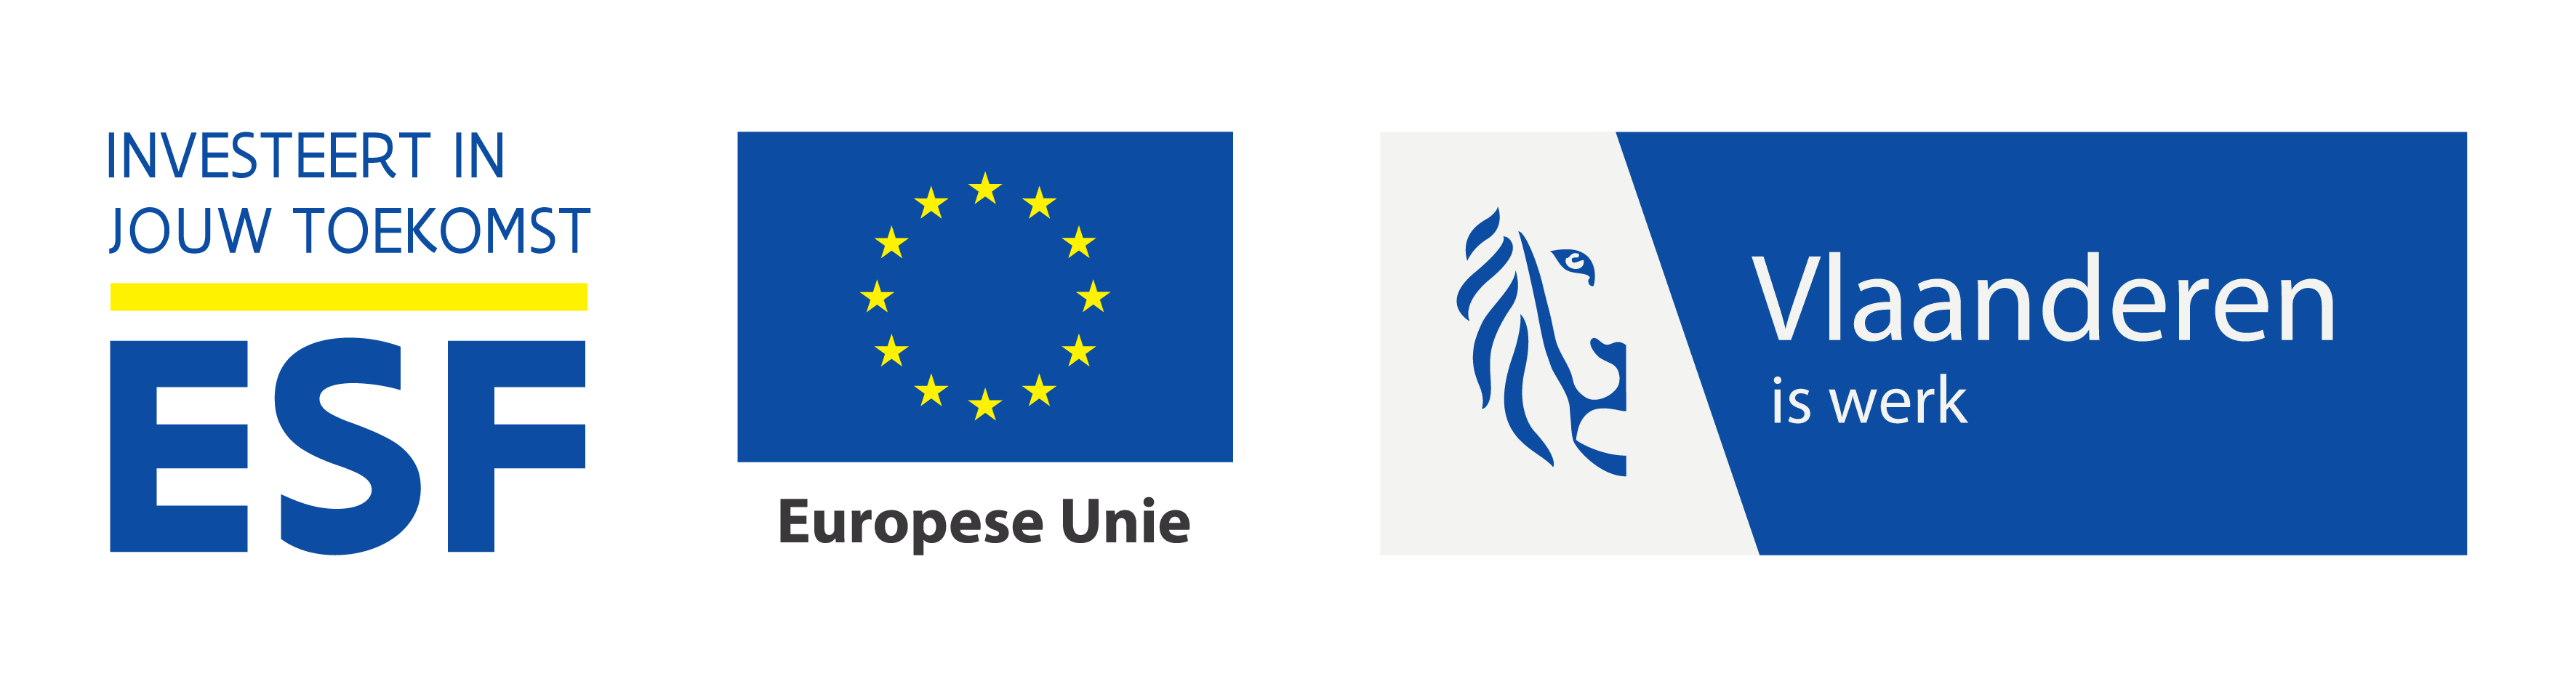 INVESTEERT IN
JOUW TOEKOMST
ESF
Europese Unie
Vlaanderen
is werk